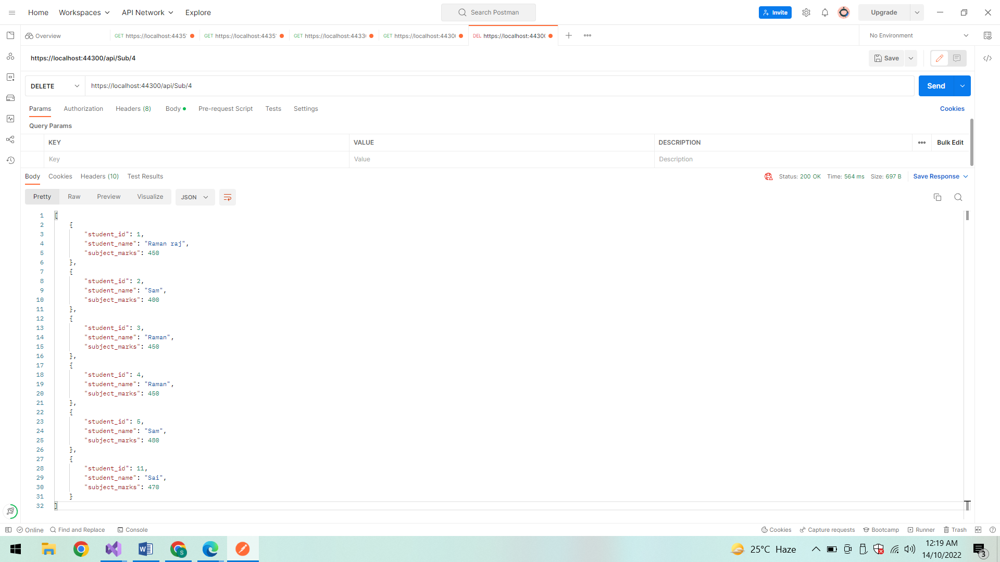 Home Workspaces API Network Explore Search Postman Invite Upgrade
Overview GET https://localhost:4435 GET https://localhost:4435 GET https://localhost:4433 GET https://localhost:4430 DEL https://localhost:4430 No Environment
https://localhost:44300/api/Sub/4 Save
DELETE https://localhost:44300/api/Sub/4 Send
Params Authorization Headers (8) Body Pre-request Script Tests Settings Cookies
Query Params
KEY VALUE DESCRIPTION Bulk Edit
Key Value Description
Body Cookies Headers (10) Test Results Status: 200 OK Time: 564 ms Size: 697 B Save Response
Pretty Raw Preview Visualize JSON
1 [
2 {
3 "student_id": 1,
4 "student_name": "Raman raj",
5 "subject_marks": 450
6 },
7 {
8 "student_id": 2,
9 "student_name": "Sam",
10 "subject_marks": 400
11 },
12 {
13 "student_id": 3,
14 "student_name": "Raman",
15 "subject_marks": 450
16 },
17 {
18 "student_id": 4,
19 "student_name": "Raman",
20 "subject_marks": 450
21 },
22 {
23 "student_id": 5,
24 "student_name": "Sam",
25 "subject_marks": 480
26 },
27 {
28 "student_id": 11,
29 "student_name": "Sai",
30 "subject_marks": 470
31 }
32 ]
Online Find and Replace Console Cookies Capture requests Bootcamp Runner Trash
25°C Haze 12:19 AM
14/10/2022 3